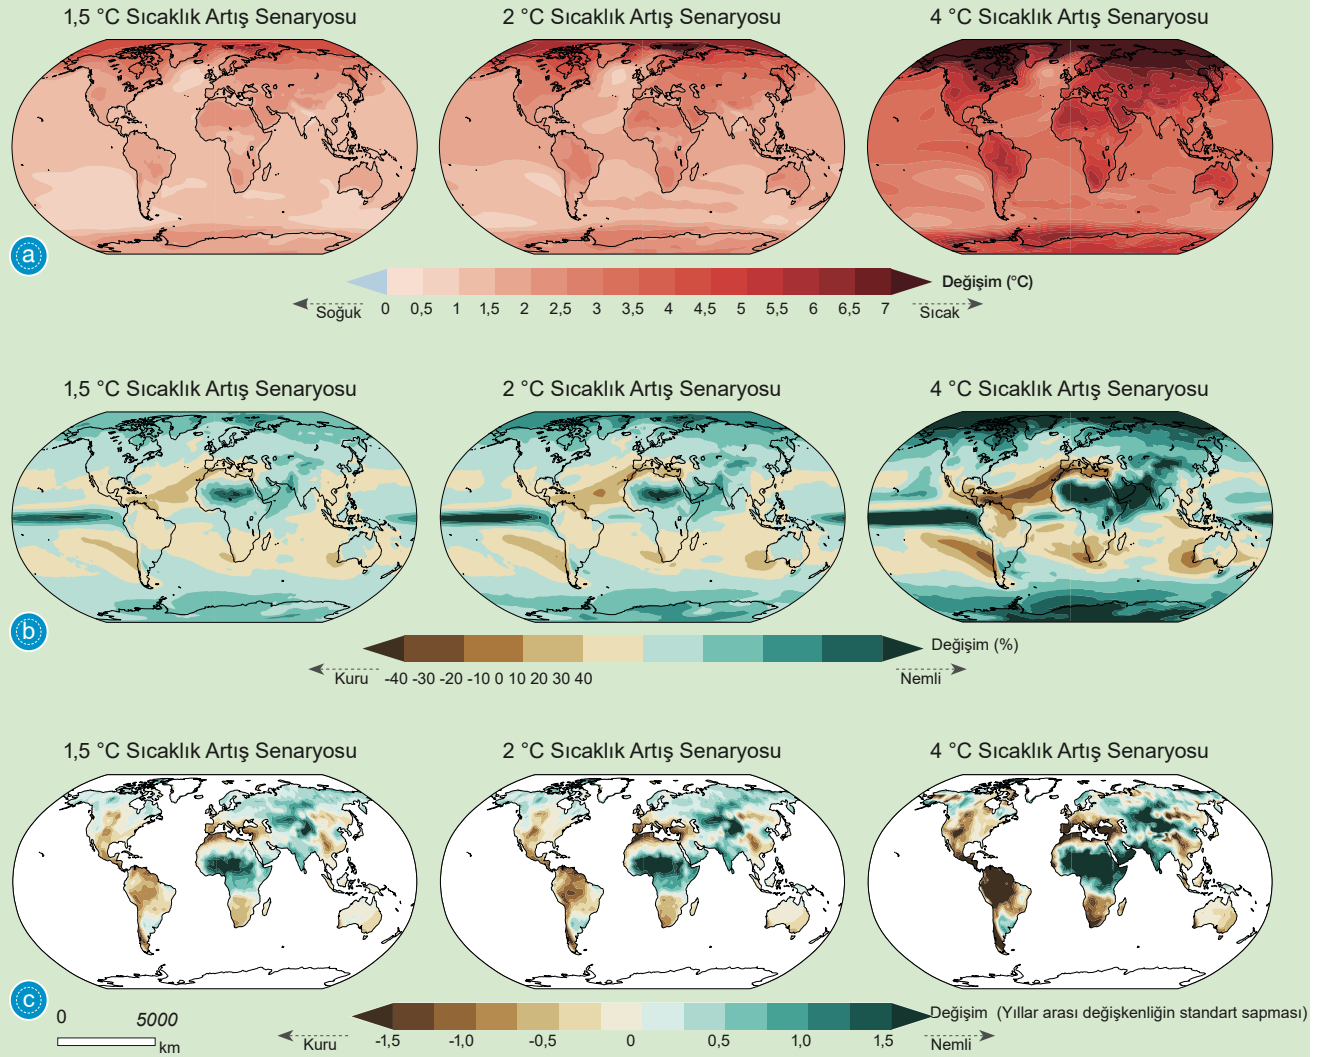 1,5 °C Sıcaklık Artış Senaryosu
2 °C Sıcaklık Artış Senaryosu
4 °C Sıcaklık Artış Senaryosu
a
Değişim (°C)
Soğuk 0 0,5 1 1,5 2 2,5 3 3,5 4 4,5 5 5,5 6 6,5 7 Sıcak
1,5 °C Sıcaklık Artış Senaryosu
2 °C Sıcaklık Artış Senaryosu
4 °C Sıcaklık Artış Senaryosu
b
Değişim (%)
Kuru -40 -30 -20 -10 0 10 20 30 40 Nemli
1,5 °C Sıcaklık Artış Senaryosu
2 °C Sıcaklık Artış Senaryosu
4 °C Sıcaklık Artış Senaryosu
c
0 5000
km
Değişim (Yıllar arası değişkenliğin standart sapması)
Kuru -1,5 -1,0 -0,5 0 0,5 1,0 1,5 Nemli